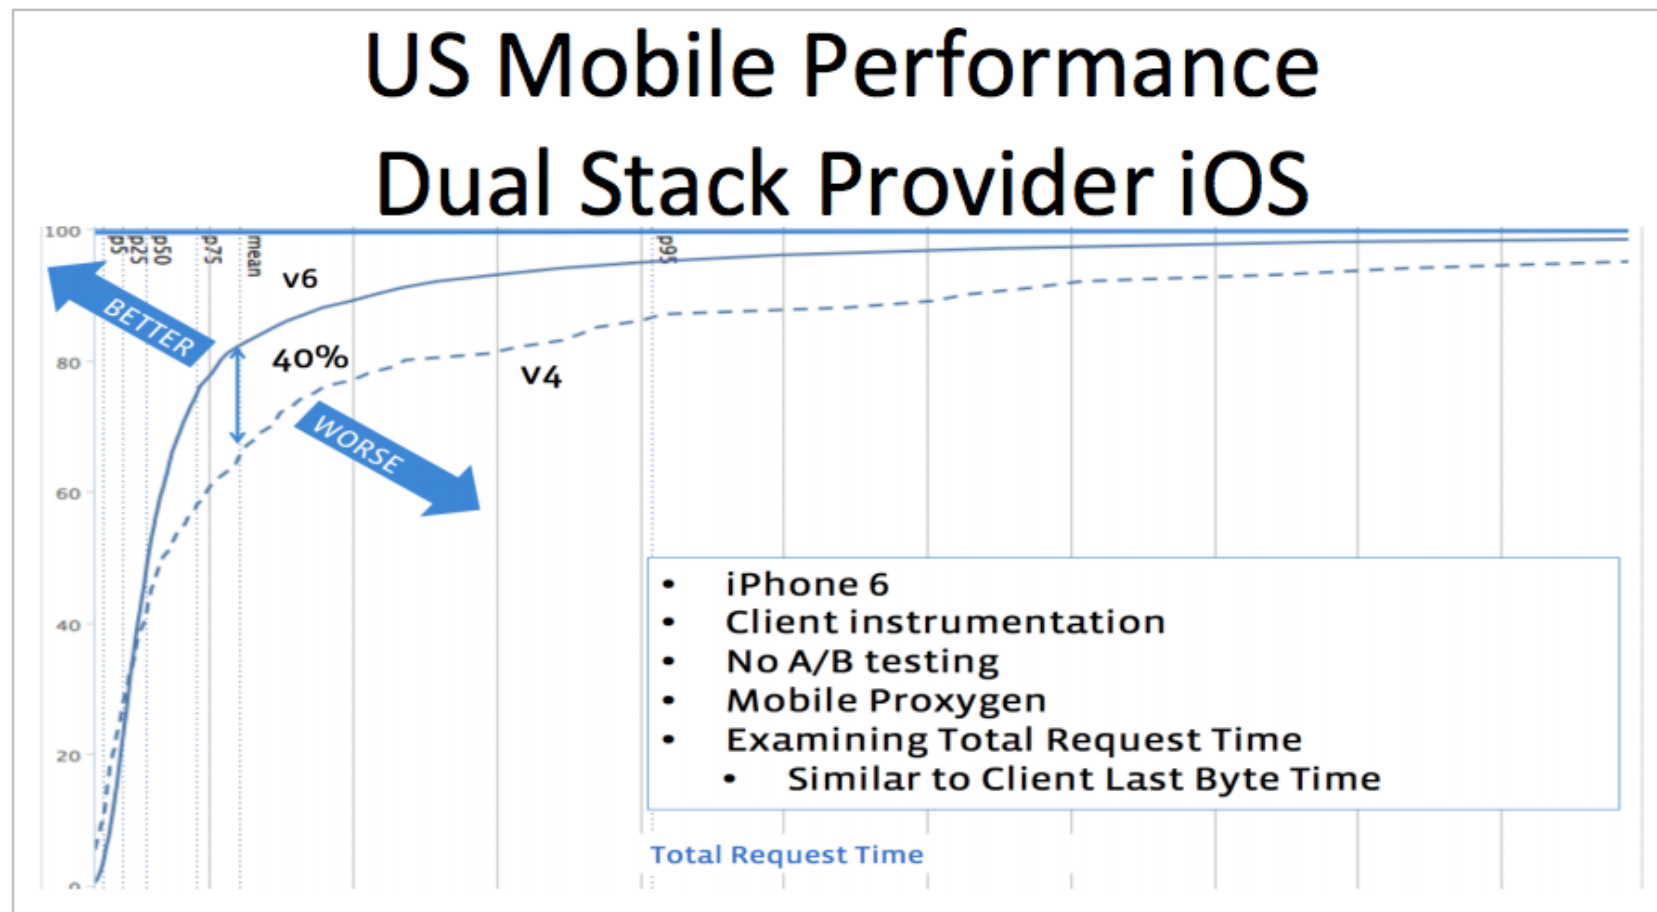 US Mobile Performance
Dual Stack Provider iOS
100
p5
p25
p50
p75
mean
p95
v6
BETTER
80
40%
v4
WORSE
60
40
20
0
• iPhone 6
• Client instrumentation
• No A/B testing
• Mobile Proxygen
• Examining Total Request Time
• Similar to Client Last Byte Time
Total Request Time